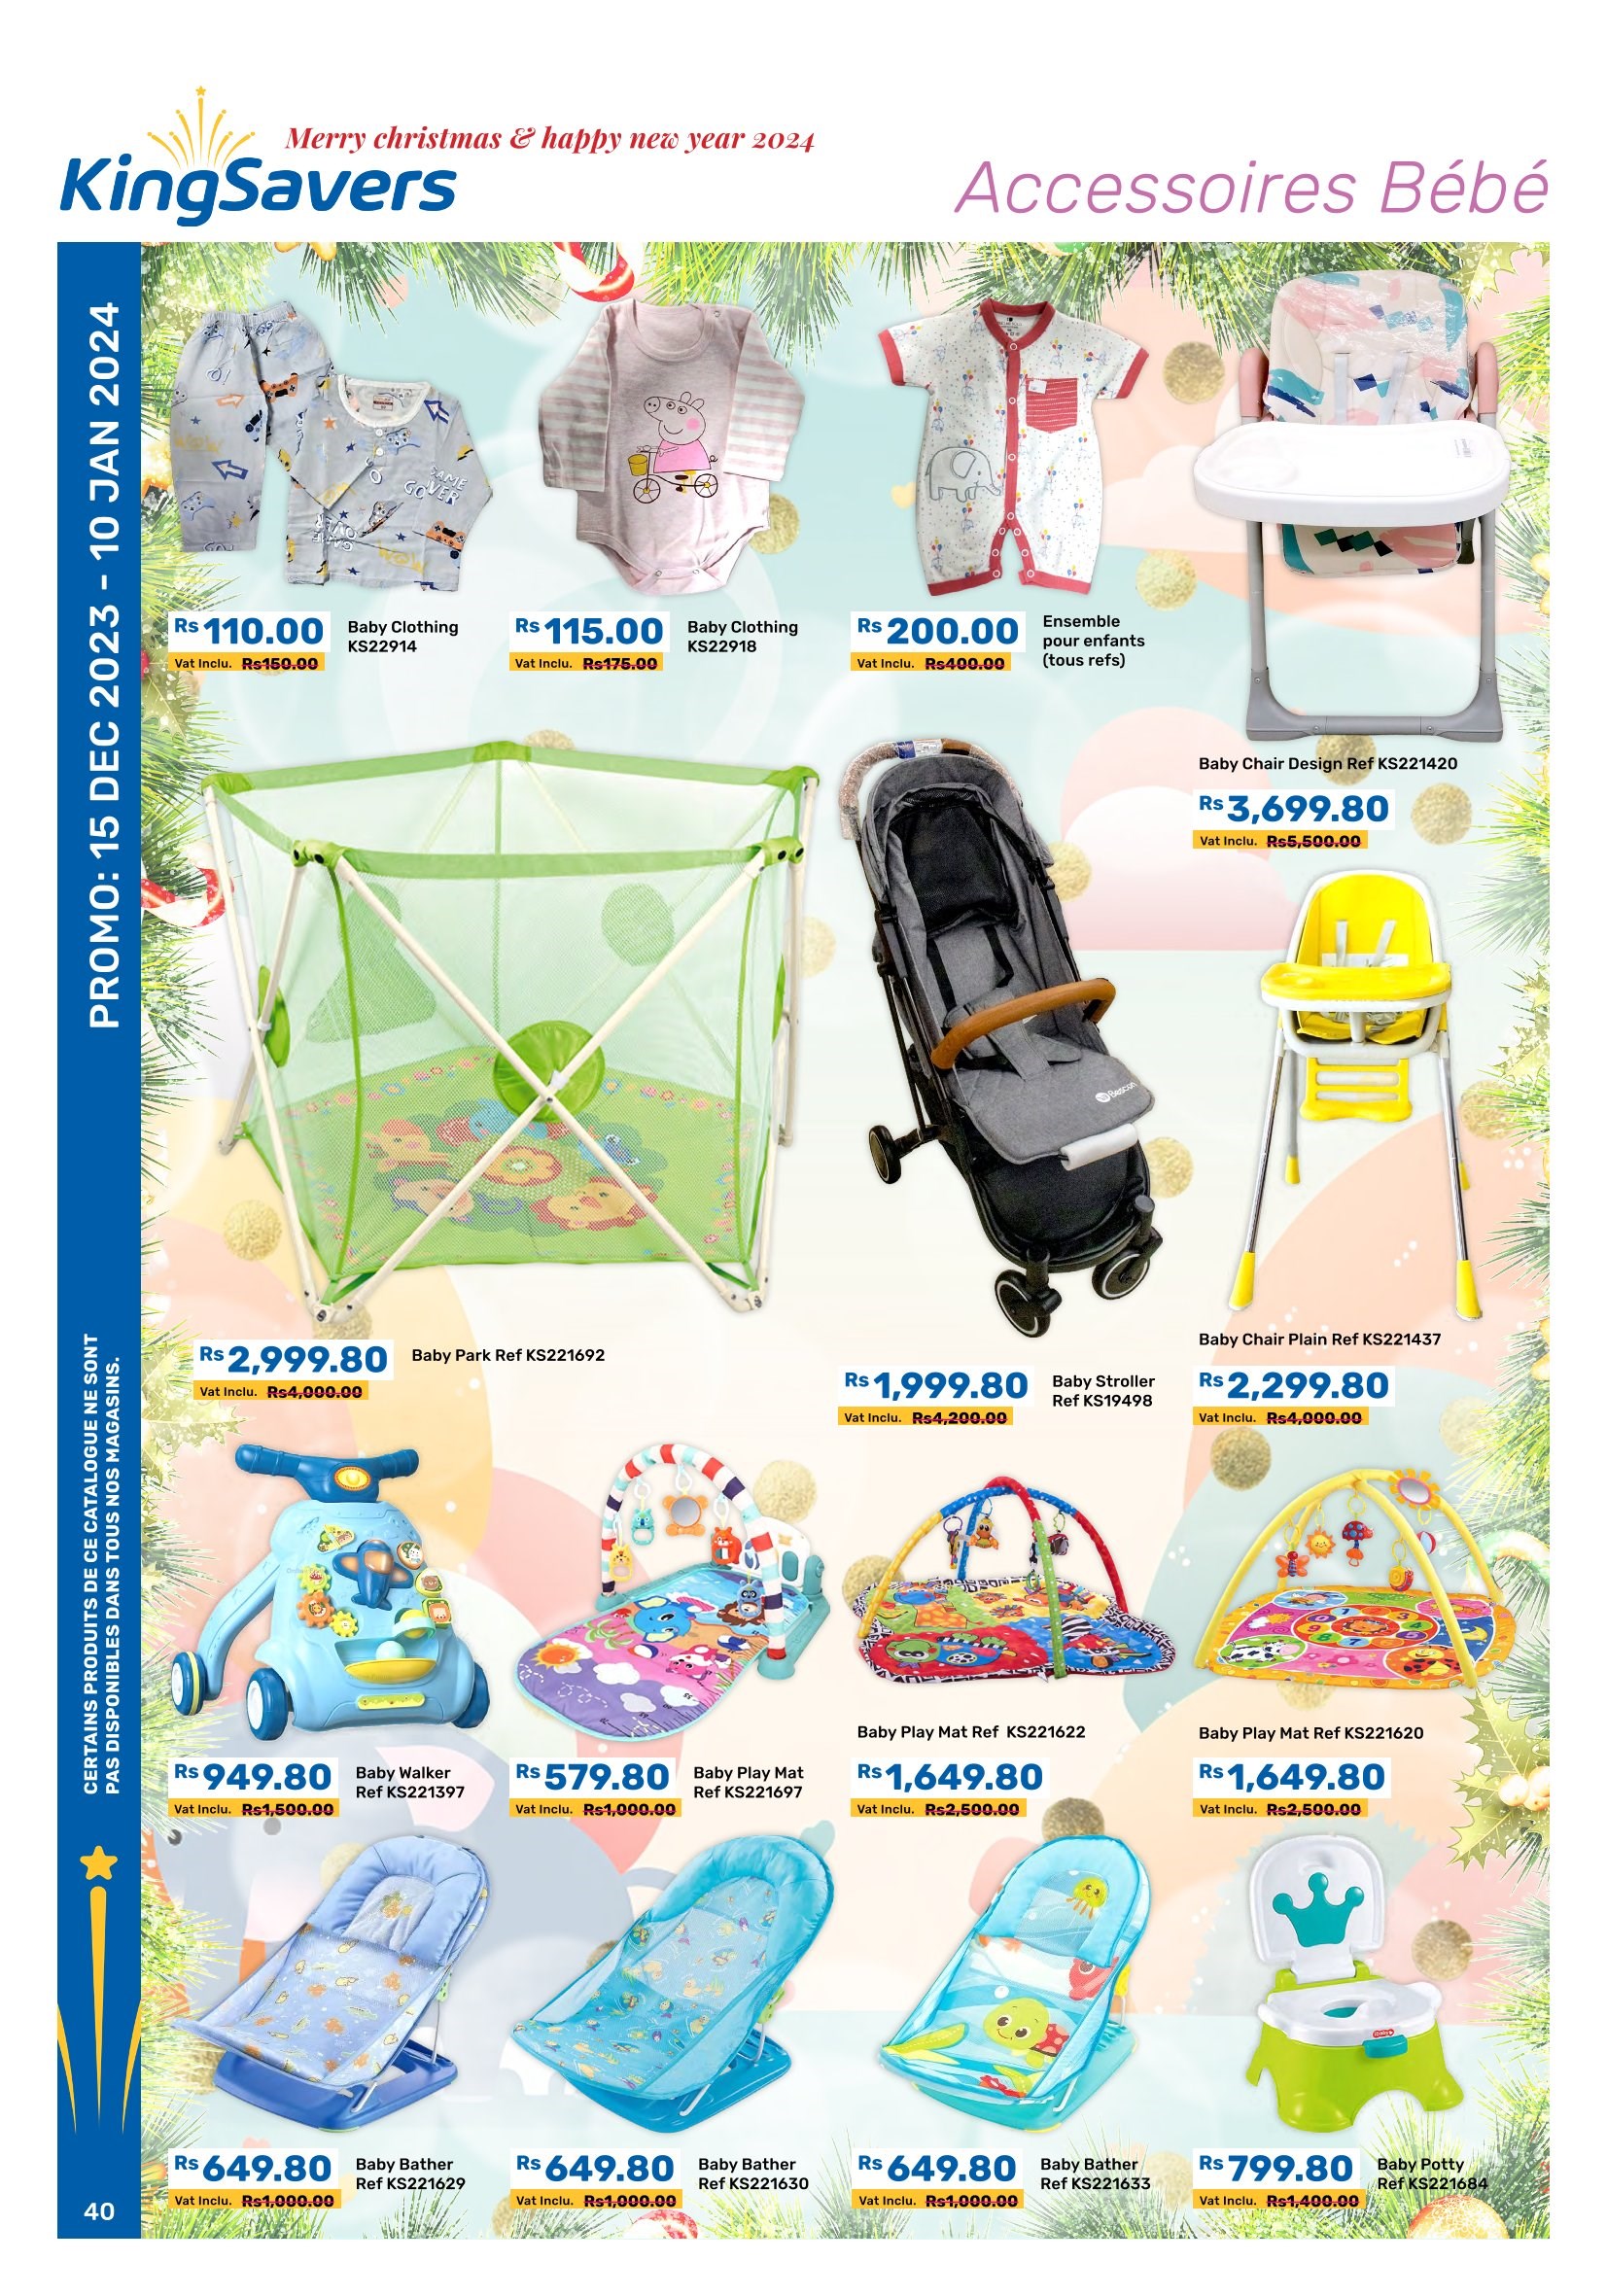 Merry christmas & happy new year 2024
KingSavers
Accessoires Bébé
PROMO: 15 DEC 2023 - 10 JAN 2024
CERTAINS PRODUITS DE CE CATALOGUE NE SONT
PAS DISPONIBLES DANS TOUS NOS MAGASINS.
40
GAME
OVER
Rs 110.00
Vat Inclu. Rs150.00
Baby Clothing
KS22914
Rs 115.00
Vat Inclu. Rs175.00
Baby Clothing
KS22918
Rs 200.00
Vat Inclu. Rs400.00
Ensemble
pour enfants
(tous refs)
Baby Chair Design Ref KS221420
Rs 3,699.80
Vat Inclu. Rs5,500.00
Rs 2,999.80
Vat Inclu. Rs4,000.00
Baby Park Ref KS221692
Bescon
Rs 1,999.80
Vat Inclu. Rs4,200.00
Baby Stroller
Ref KS19498
Baby Chair Plain Ref KS221437
Rs 2,299.80
Vat Inclu. Rs4,000.00
Rs 949.80
Vat Inclu. Rs1,500.00
Baby Walker
Ref KS221397
Rs 579.80
Vat Inclu. Rs1,000.00
Baby Play Mat
Ref KS221697
Baby Play Mat Ref KS221622
Rs 1,649.80
Vat Inclu. Rs2,500.00
Baby Play Mat Ref KS221620
Rs 1,649.80
Vat Inclu. Rs2,500.00
Rs 649.80
Vat Inclu. Rs1,000.00
Baby Bather
Ref KS221629
Rs 649.80
Vat Inclu. Rs1,000.00
Baby Bather
Ref KS221630
Rs 649.80
Vat Inclu. Rs1,000.00
Baby Bather
Ref KS221633
Rs 799.80
Vat Inclu. Rs1,400.00
Baby Potty
Ref KS221684